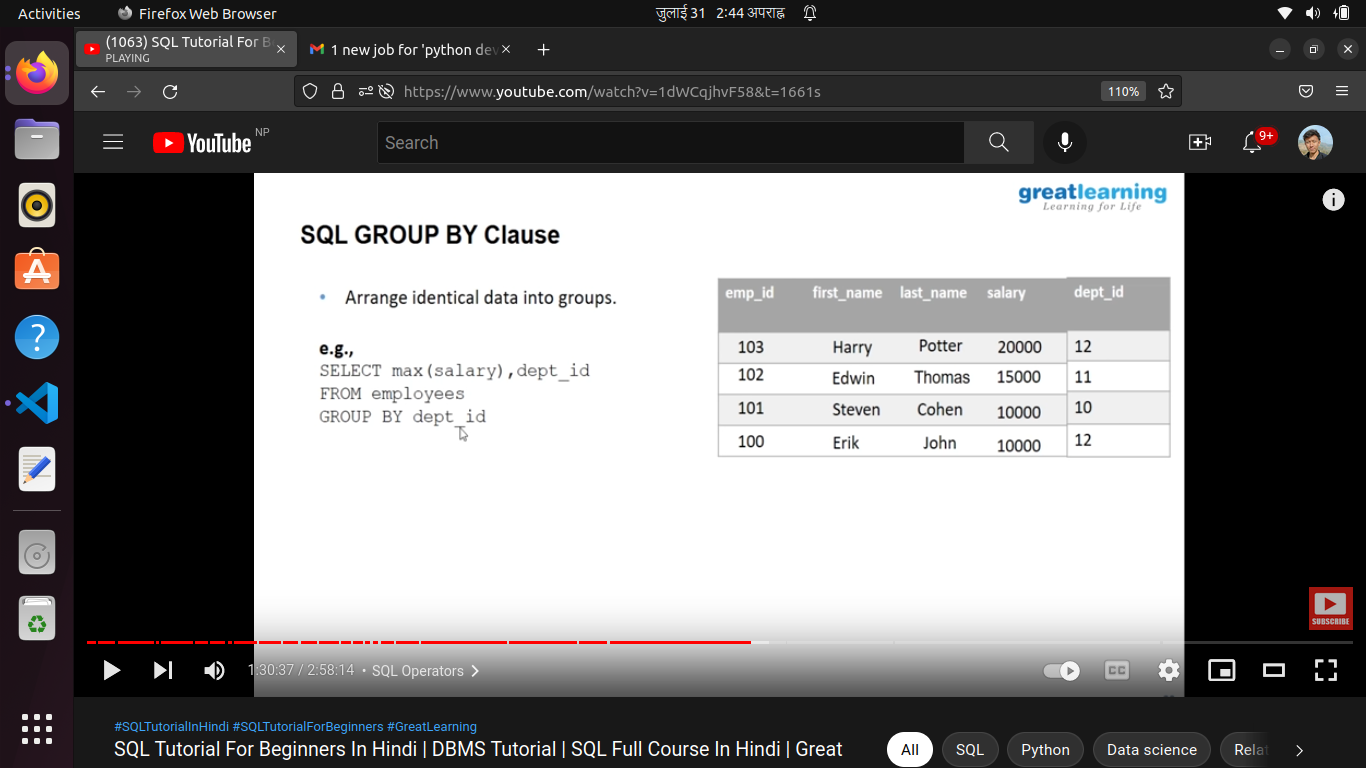 Activities
Firefox Web Browser
जुलाई 31 2:44 अपराह्न
(1063) SQL Tutorial For B
PLAYING
1 new job for 'python dev
https://www.youtube.com/watch?v=1dWCqjhvF58&t=1661s
110%
YouTube NP
Search
9+
greatlearning
Learning for Life
SQL GROUP BY Clause
• Arrange identical data into groups.
e.g.,
SELECT max(salary),dept_id
FROM employees
GROUP BY dept_id
emp_id first_name last_name salary dept_id
103 Harry Potter 20000 12
102 Edwin Thomas 15000 11
101 Steven Cohen 10000 10
100 Erik John 10000 12
SUBSCRIBE
1:30:37 / 2:58:14 • SQL Operators
CC
#SQLTutorialInHindi #SQLTutorialForBeginners #GreatLearning
SQL Tutorial For Beginners In Hindi | DBMS Tutorial | SQL Full Course In Hindi | Great
All SQL Python Data science Relat